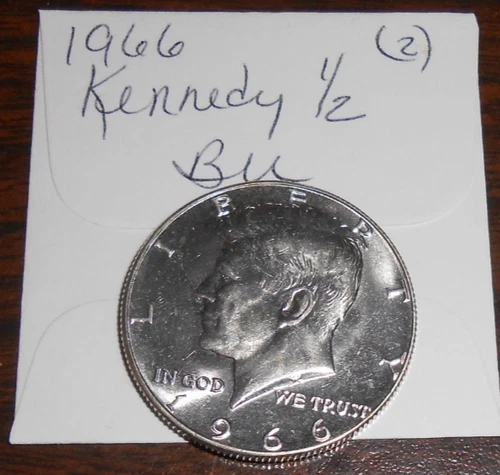 1966 (2)
Kennedy 1/2
BU
LIBERTY
IN GOD WE TRUST
1966